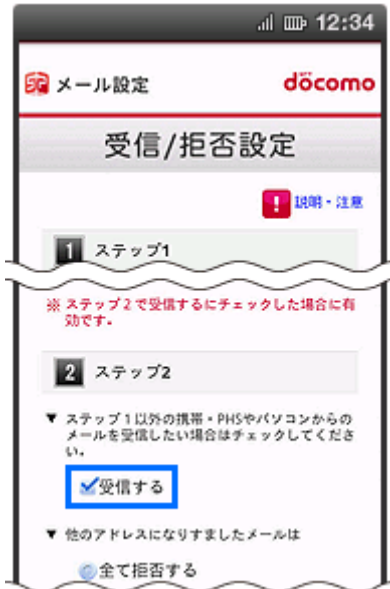 12:34
メール設定
döcomo
受信/拒否設定
! 説明・注意
1 ステップ1
※ ステップ2で受信するにチェックした場合に有
効です。
2 ステップ2
▼ ステップ1以外の携帯・PHSやパソコンからの
メールを受信したい場合はチェックしてくださ
い。
受信する
▼ 他のアドレスになりすましたメールは
全て拒否する